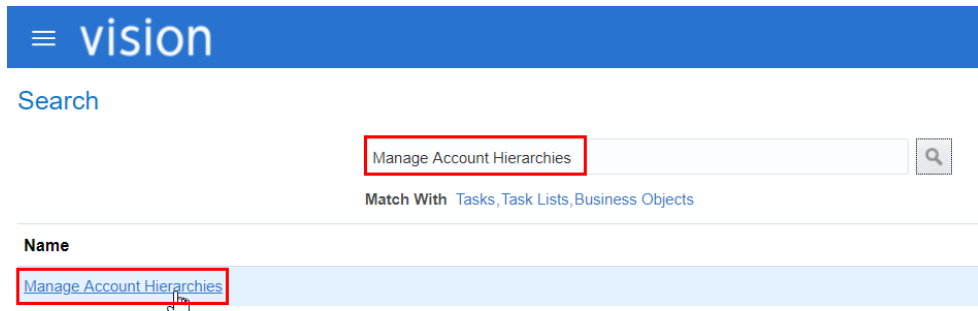 vision
Search
Manage Account Hierarchies
Match With Tasks,Task Lists,Business Objects
Name
Manage Account Hierarchies